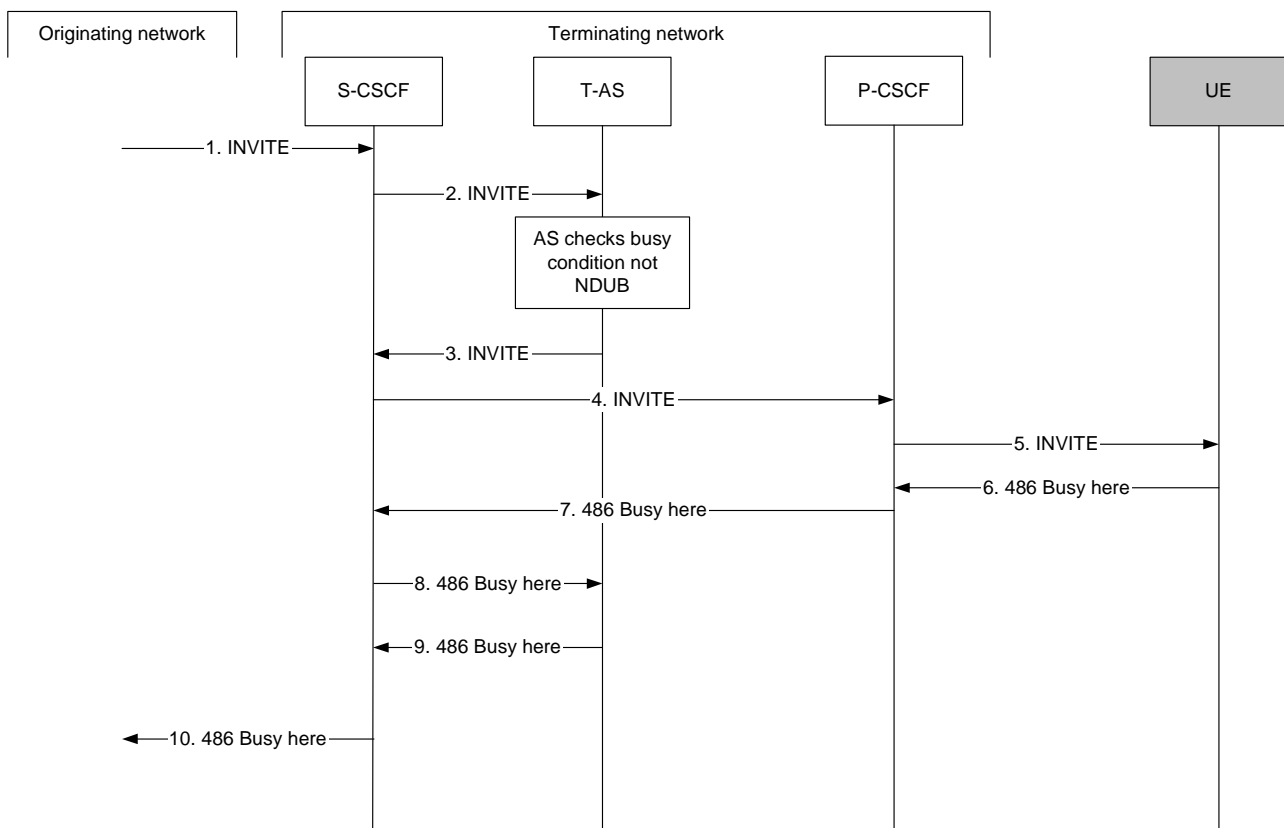 Originating network
Terminating network
S-CSCF
T-AS
P-CSCF
UE
1. INVITE
2. INVITE
AS checks busy
condition not
NDUB
3. INVITE
4. INVITE
5. INVITE
6. 486 Busy here
7. 486 Busy here
8. 486 Busy here
9. 486 Busy here
10. 486 Busy here